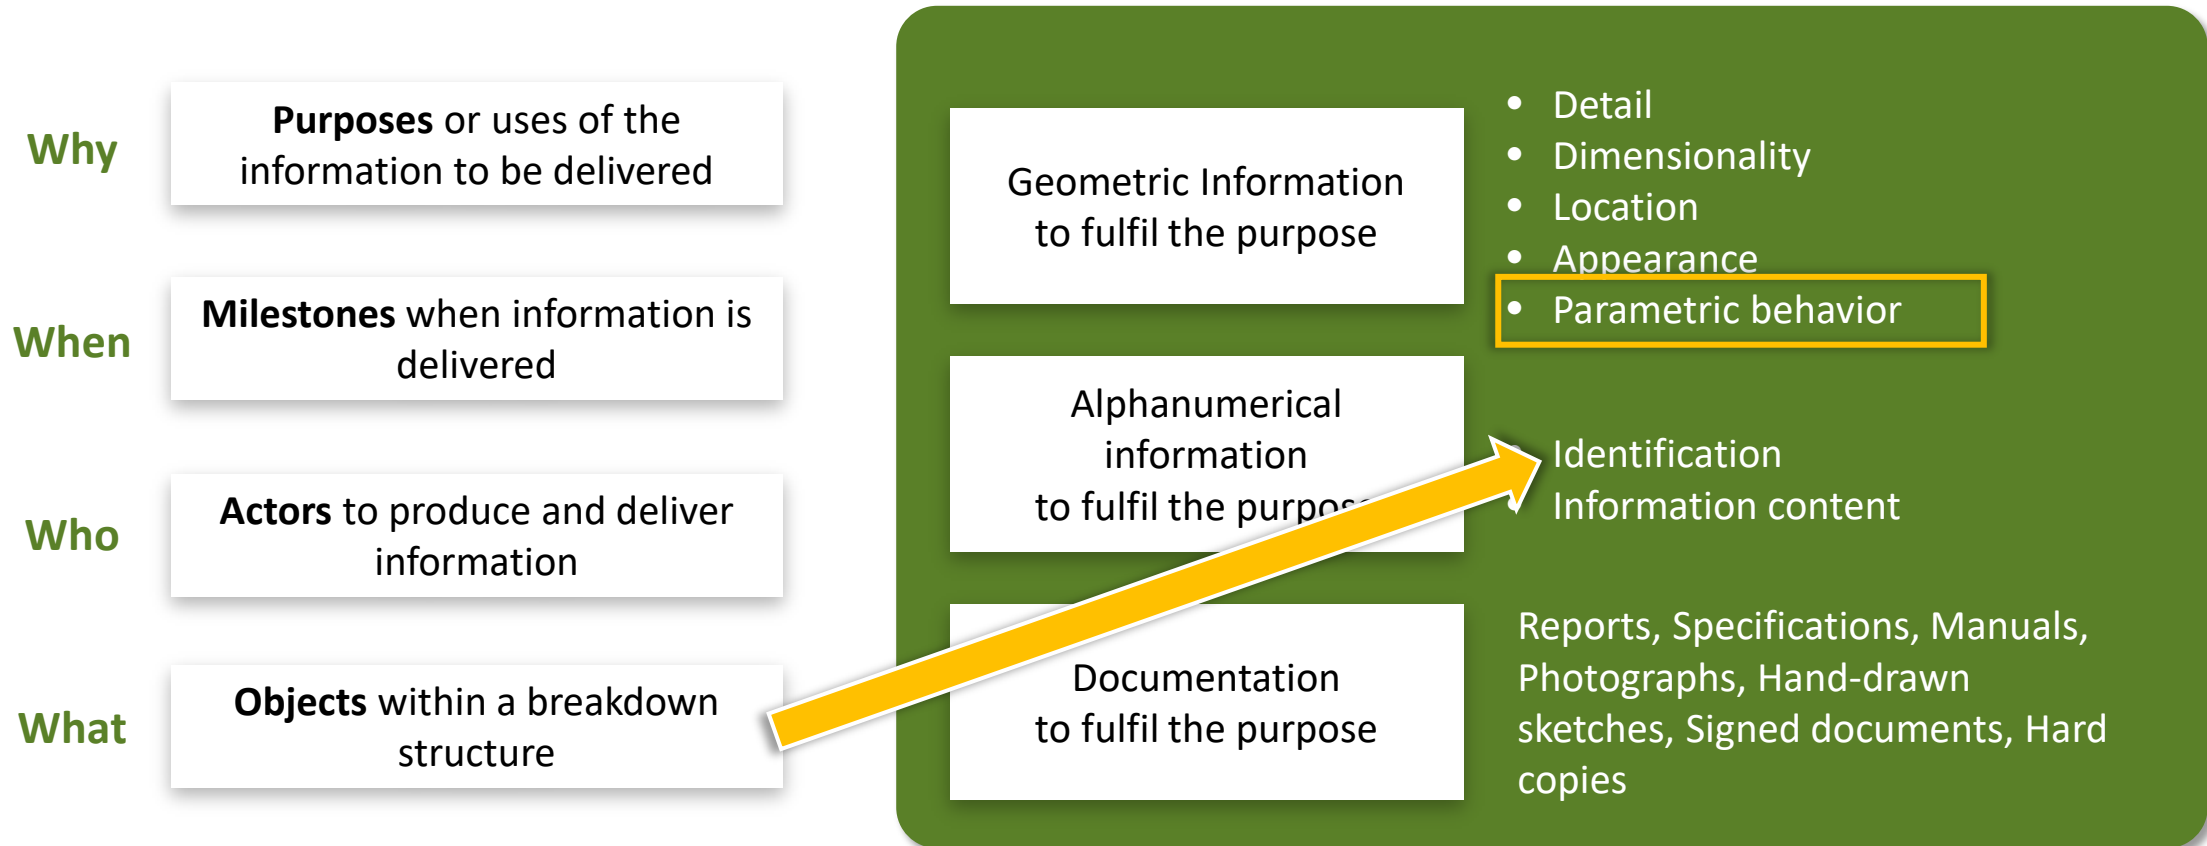 Why
Purposes or uses of the
information to be delivered
When
Milestones when information is
delivered
Who
Actors to produce and deliver
information
What
Objects within a breakdown
structure
Geometric Information
to fulfil the purpose
• Detail
• Dimensionality
• Location
• Appearance
• Parametric behavior
Alphanumerical
information
to fulfil the purpose
• Identification
• Information content
Documentation
to fulfil the purpose
Reports, Specifications, Manuals,
Photographs, Hand-drawn
sketches, Signed documents, Hard
copies